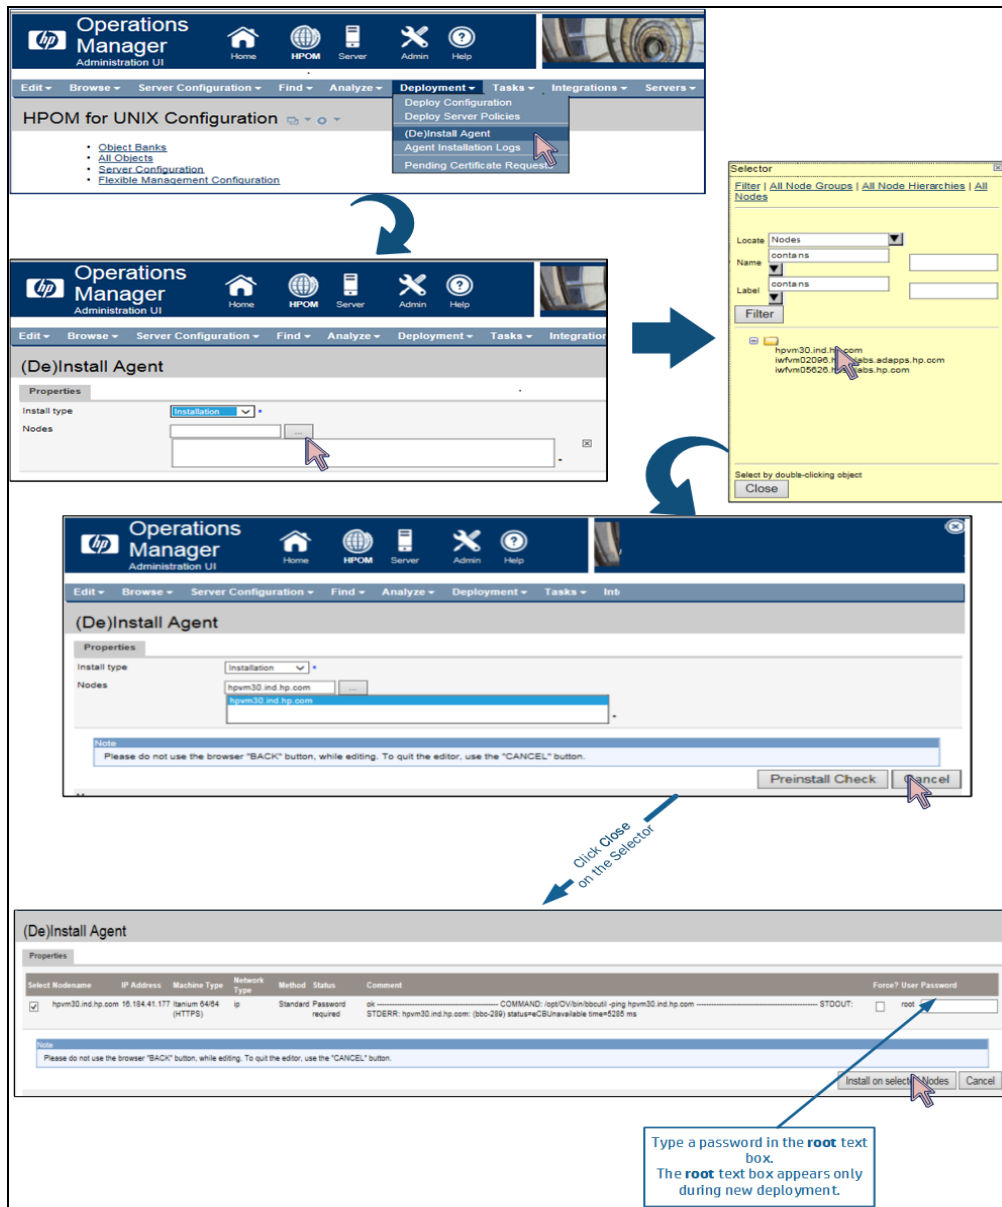 hp
Operations
Manager
Administration UI
Home
HPOM
Server
Admin
Help
Edit
Browse
Server Configuration
Find
Analyze
Deployment
Tasks
Integrations
Servers
Deploy Configuration
Deploy Server Policies
(De)Install Agent
Agent Installation Logs
Pending Certificate Requests
HPOM for UNIX Configuration
• Object Banks
• All Objects
• Server Configuration
• Flexible Management Configuration
Selector
Filter | All Node Groups | All Node Hierarchies | All
Nodes
Locate Nodes
Name contains
Label contains
Filter
hpvm30.ind.hp.com
Select by double-clicking object
Close
hp
Operations
Manager
Administration UI
Home
HPOM
Server
Admin
Help
Edit
Browse
Server Configuration
Find
Analyze
Deployment
Tasks
Integration
(De)Install Agent
Properties
Install type Installation *
Nodes ...
hp
Operations
Manager
Administration UI
Home
HPOM
Server
Admin
Help
Edit
Browse
Server Configuration
Find
Analyze
Deployment
Tasks
(De)Install Agent
Properties
Install type Installation *
Nodes hpvm30.ind.hp.com ...
hpvm30.ind.hp.com
Note
Please do not use the browser "BACK" button, while editing. To quit the editor, use the "CANCEL" button.
Preinstall Check
Cancel
Click Close
on the Selector
(De)Install Agent
Properties
Select Nodename IP Address Machine Type Network Type Method Status Comment Force? User Password
hpvm30.ind.hp.com 16.184.41.177 Itanium 64/64 ip Standard Password ok ---- COMMAND: /opt/OV/bin/bbcutil -ping hpvm30.ind.hp.com ---- STDOUT: root
(HTTPS) required STDERR: hpvm30.ind.hp.com: (bbc-289) status=eCBUnavailable time=5285 ms
Note
Please do not use the browser "BACK" button, while editing. To quit the editor, use the "CANCEL" button.
Install on selected Nodes
Cancel
Type a password in the root text
box.
The root text box appears only
during new deployment.